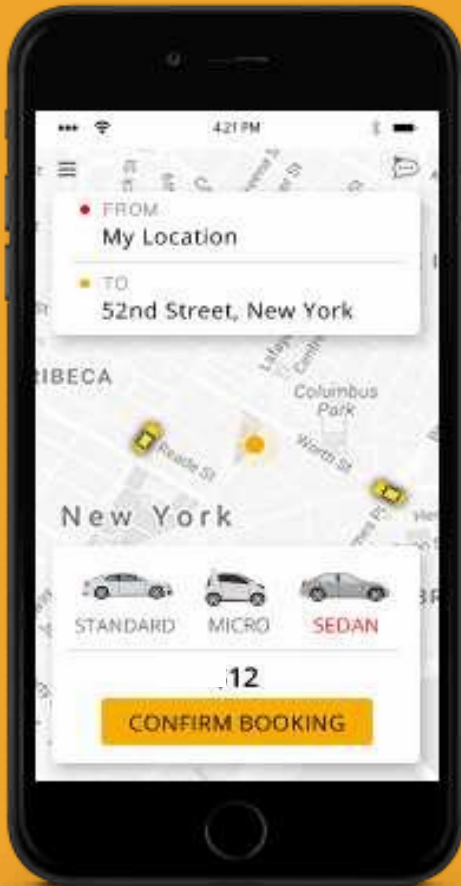 4:21 PM
FROM
My Location
TO
52nd Street, New York
RIBECA
Columbus
Park
Reade St
Worth St
New York
STANDARD MICRO SEDAN
12
CONFIRM BOOKING